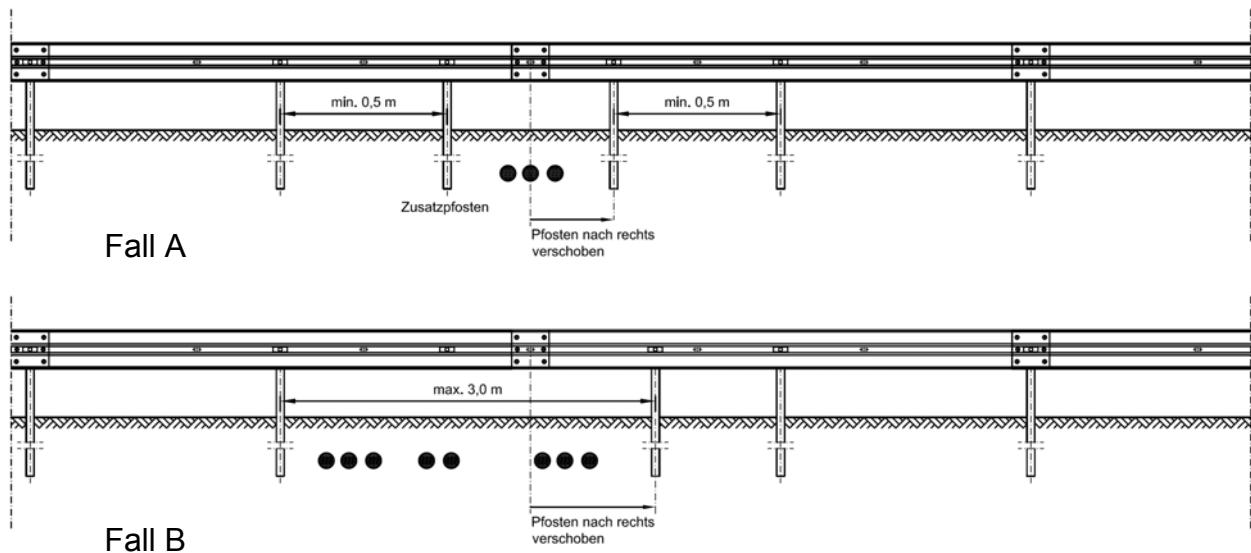 min. 0,5 m
min. 0,5 m
Zusatzpfosten
Pfosten nach rechts
verschoben
Fall A
max. 3,0 m
Pfosten nach rechts
verschoben
Fall B